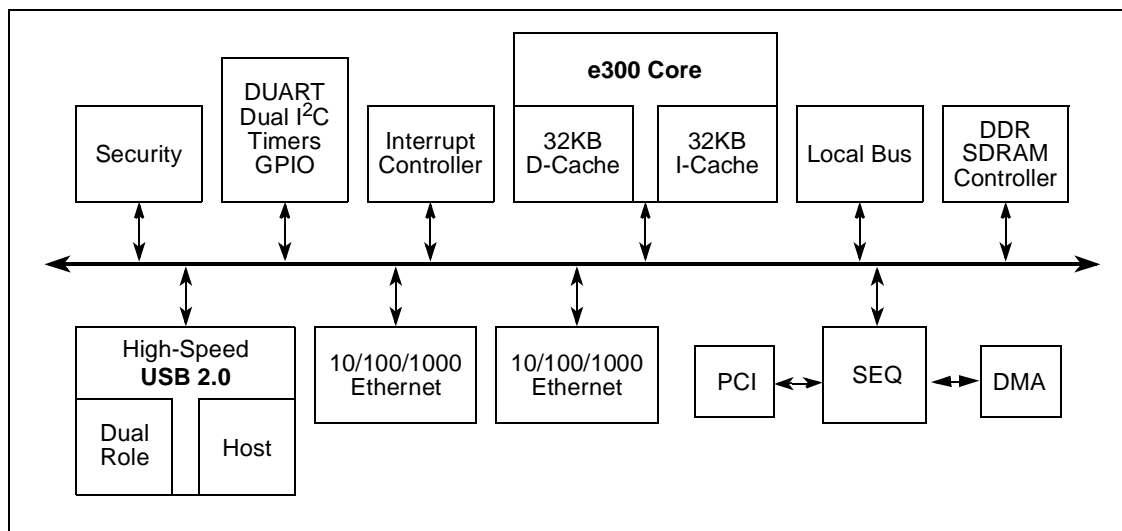 Security
DUART
Dual I²C
Timers
GPIO
Interrupt
Controller
e300 Core
32KB
D-Cache
32KB
I-Cache
Local Bus
DDR
SDRAM
Controller
High-Speed
USB 2.0
Dual
Role
Host
10/100/1000
Ethernet
10/100/1000
Ethernet
PCI
SEQ
DMA